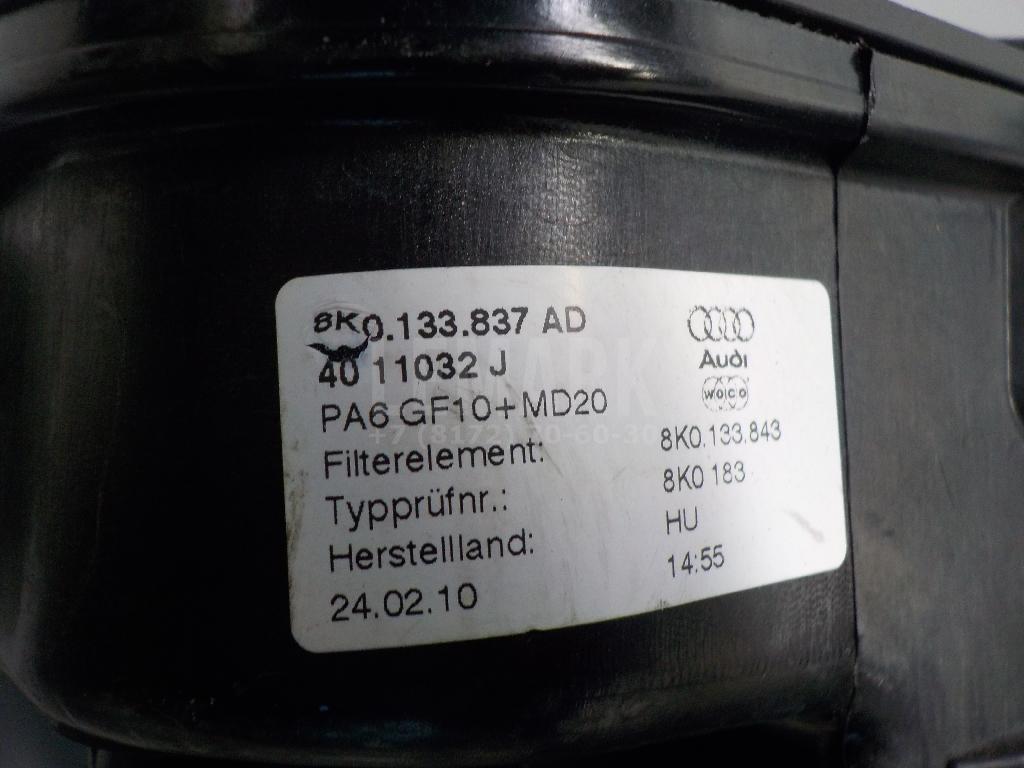 8K0.133.837 AD
40 11032 J
Audi
PA6 GF10+MD20
woco
Filterelement: 8K0.133.843
Typprüfnr.: 8K0 183
Herstellland: HU
24.02.10 14:55